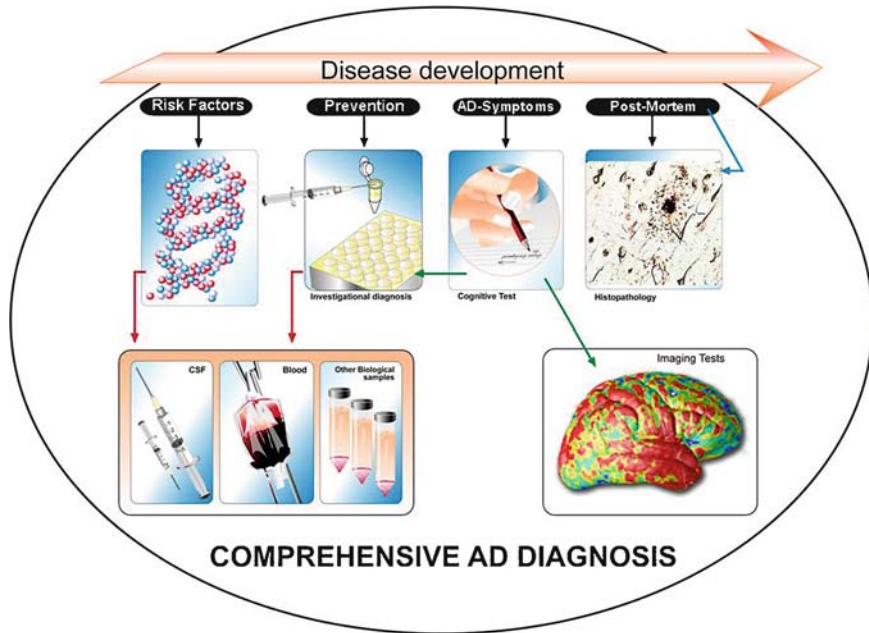 Disease development
Risk Factors
Prevention
AD-Symptoms
Post-Mortem
Investigational diagnosis
Cognitive Test
Histopathology
CSF
Blood
Other Biological
samples
Imaging Tests
COMPREHENSIVE AD DIAGNOSIS